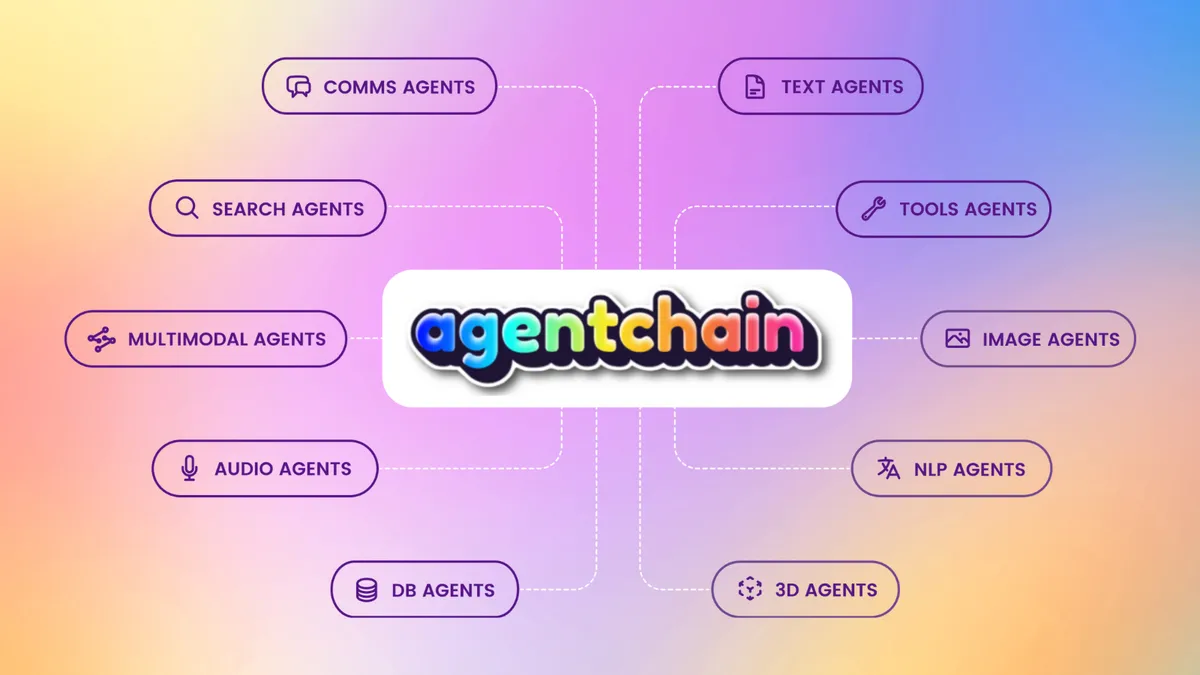 COMMS AGENTS
TEXT AGENTS
SEARCH AGENTS
TOOLS AGENTS
MULTIMODAL AGENTS
agentchain
IMAGE AGENTS
AUDIO AGENTS
NLP AGENTS
DB AGENTS
3D AGENTS